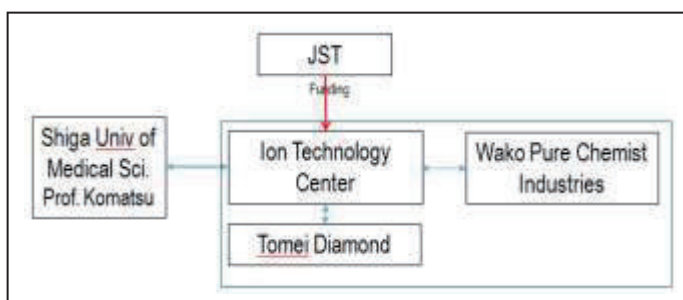 JST
Funding
Shiga Univ of
Medical Sci.
Prof. Komatsu
Ion Technology
Center
Wako Pure Chemist
Industries
Tomei Diamond